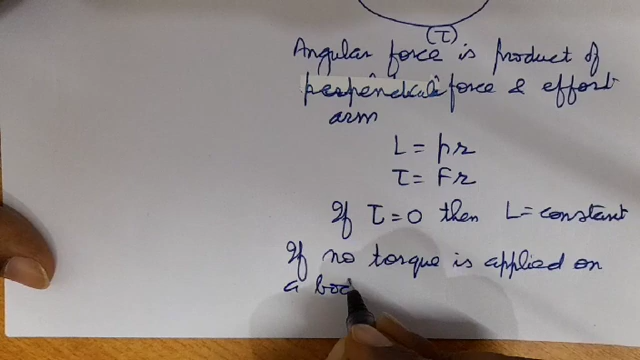 (τ)
Angular force is product of
perpendicula force & effort
arm
L = pr
τ = Fr
If τ = 0 then L = constant
If no torque is applied on
a bod